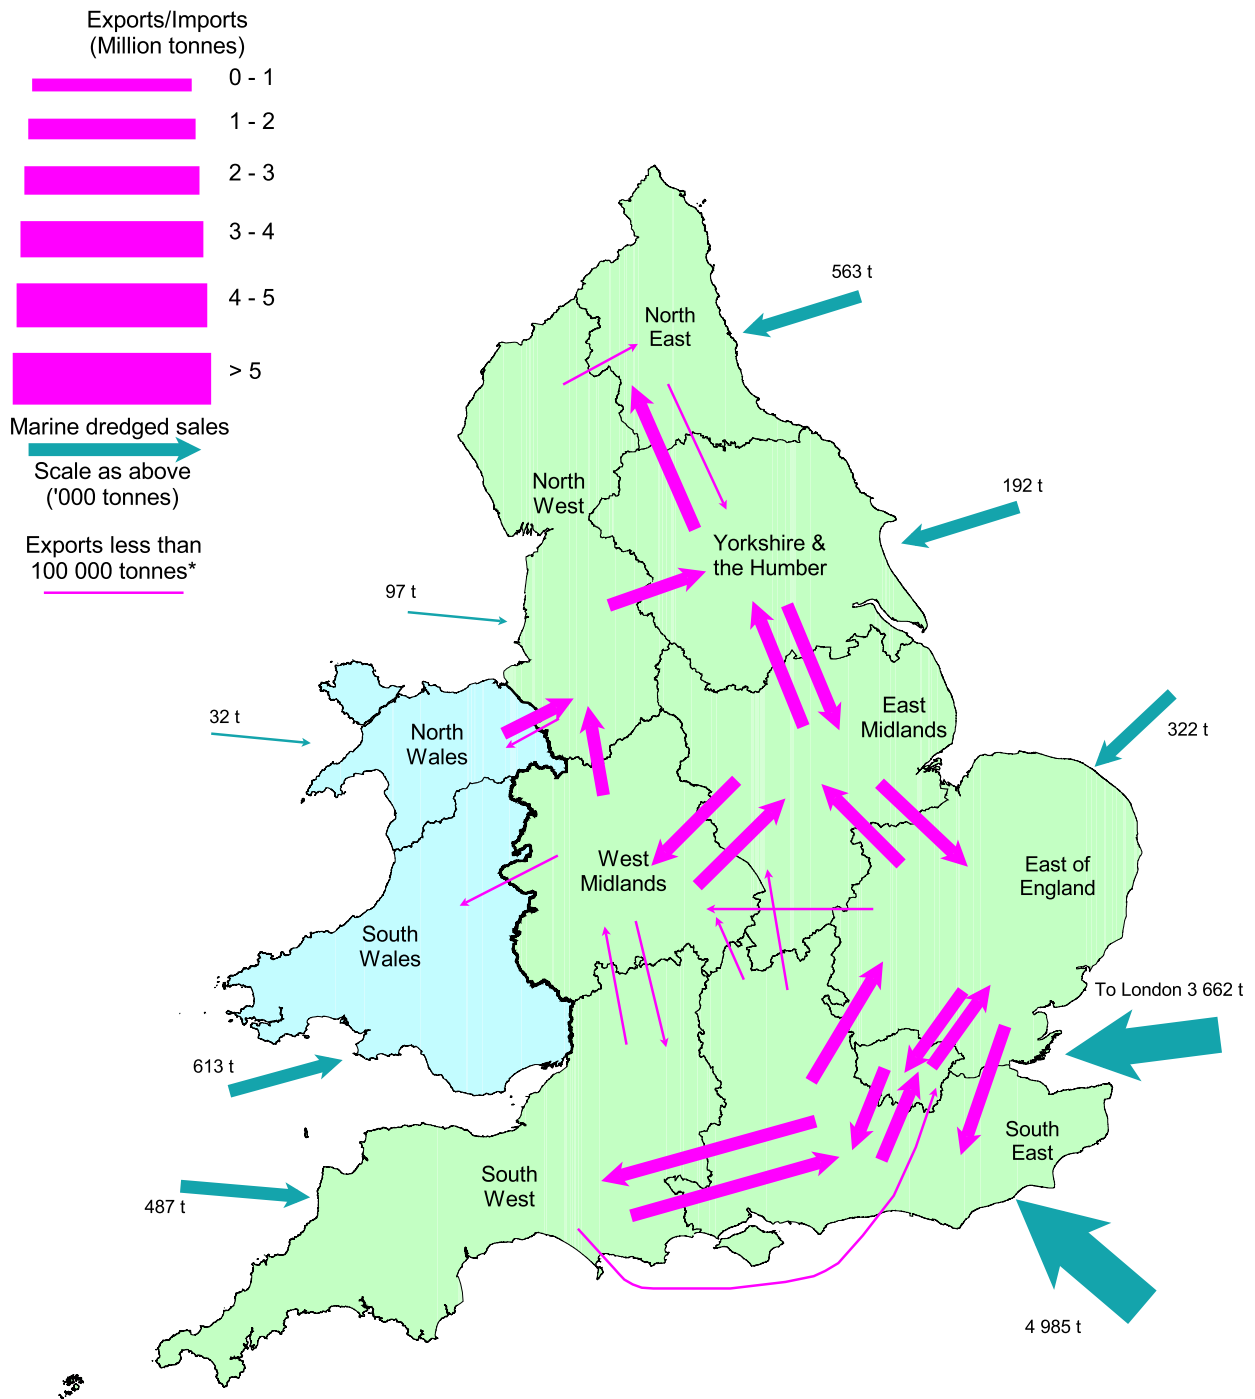 Exports/Imports
(Million tonnes)
0 - 1
1 - 2
2 - 3
3 - 4
4 - 5
> 5
Marine dredged sales
Scale as above
('000 tonnes)
Exports less than
100 000 tonnes*
563 t
North
East
192 t
North
West
Yorkshire &
the Humber
97 t
32 t
North
Wales
East
Midlands
322 t
West
Midlands
East of
England
South
Wales
To London 3 662 t
613 t
South
East
South
West
487 t
4 985 t